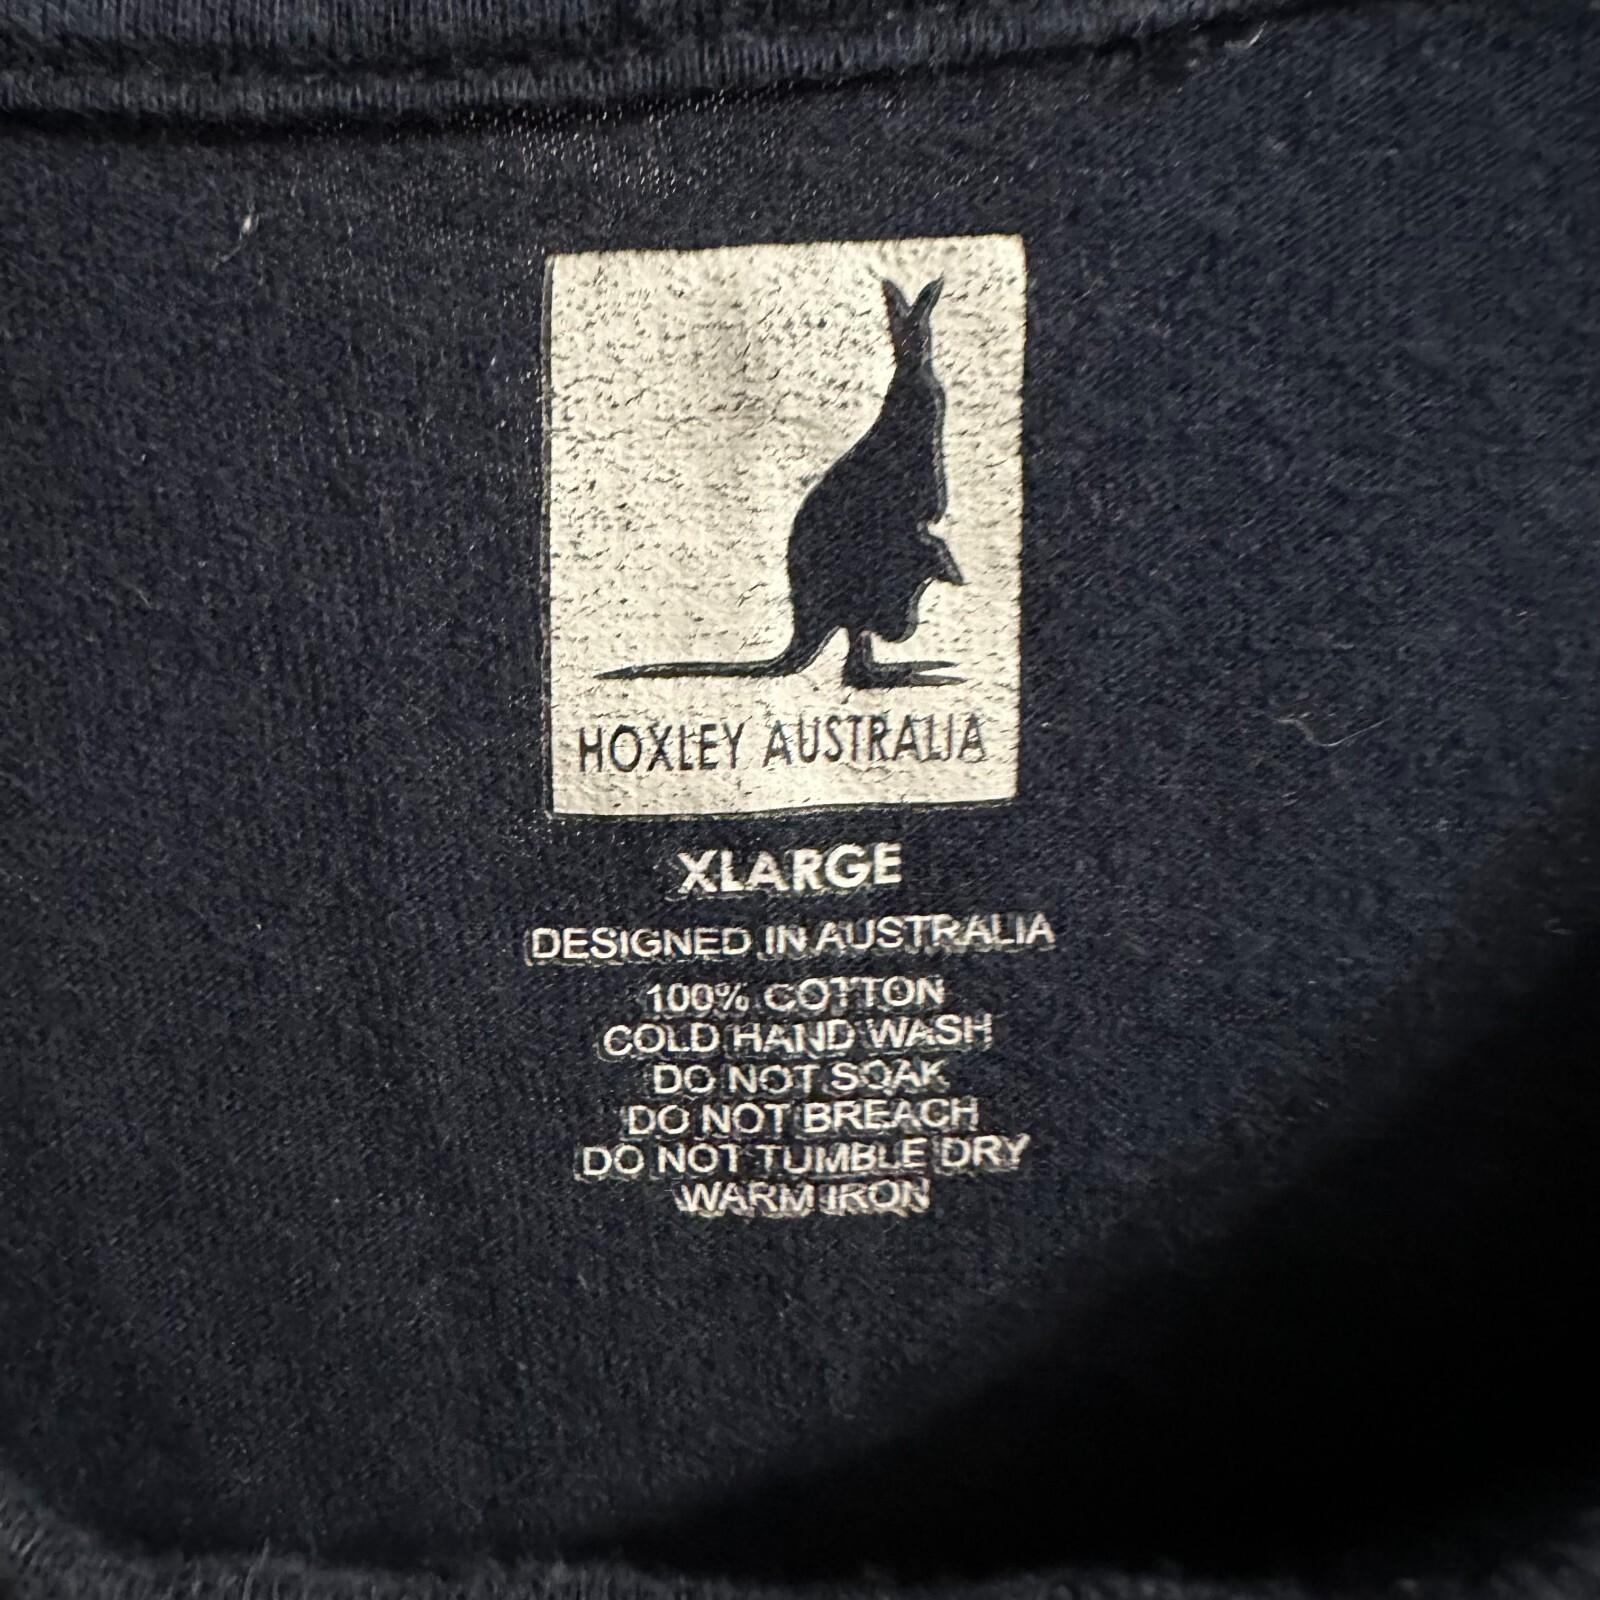 HOXLEY AUSTRALIA
XLARGE
DESIGNED IN AUSTRALIA
100% COTTON
COLD HAND WASH
DO NOT SOAK
DO NOT BREACH
DO NOT TUMBLE DRY
WARM IRON